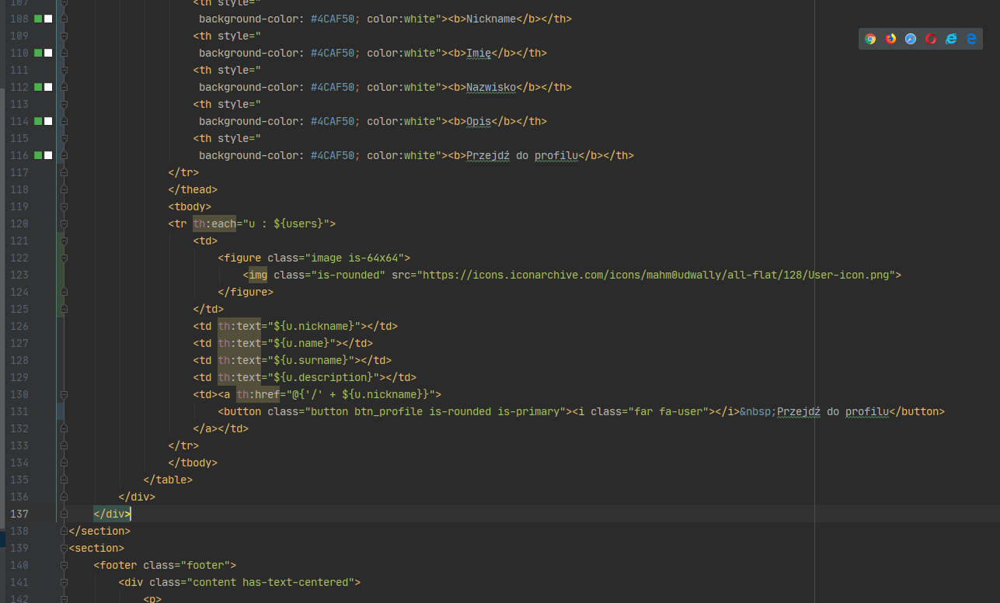 107 <th style="
108 background-color: #4CAF50; color:white"><b>Nickname</b></th>
109 <th style="
110 background-color: #4CAF50; color:white"><b>Imię</b></th>
111 <th style="
112 background-color: #4CAF50; color:white"><b>Nazwisko</b></th>
113 <th style="
114 background-color: #4CAF50; color:white"><b>Opis</b></th>
115 <th style="
116 background-color: #4CAF50; color:white"><b>Przejdź do profilu</b></th>
117 </tr>
118 </thead>
119 <tbody>
120 <tr th:each="u : ${users}">
121 <td>
122 <figure class="image is-64x64">
123 <img class="is-rounded" src="https://icons.iconarchive.com/icons/mahm0udwally/all-flat/128/User-icon.png">
124 </figure>
125 </td>
126 <td th:text="${u.nickname}"></td>
127 <td th:text="${u.name}"></td>
128 <td th:text="${u.surname}"></td>
129 <td th:text="${u.description}"></td>
130 <td><a th:href="@{'/' + ${u.nickname}}">
131 <button class="button btn_profile is-rounded is-primary"><i class="far fa-user"></i>&nbsp;Przejdź do profilu</button>
132 </a></td>
133 </tr>
134 </tbody>
135 </table>
136 </div>
137 </div>
138 </section>
139 <section>
140 <footer class="footer">
141 <div class="content has-text-centered">
142 <p>